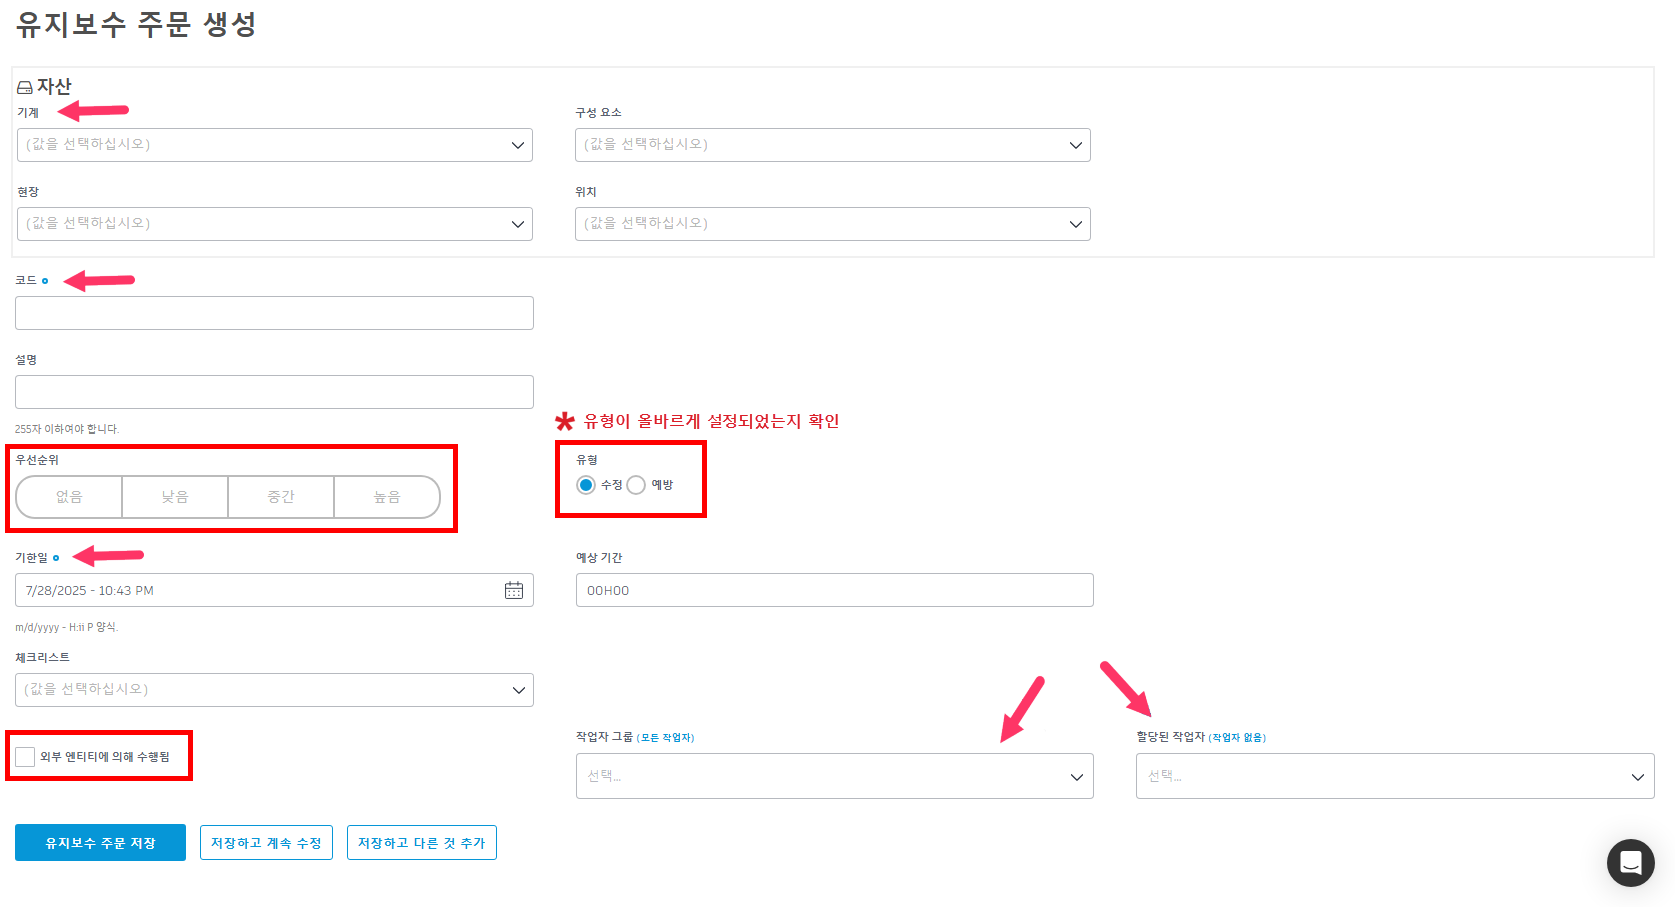 유지보수 주문 생성
자산
기계
구성 요소
(값을 선택하십시오)
(값을 선택하십시오)
현장
위치
(값을 선택하십시오)
(값을 선택하십시오)
코드
설명
255자 이하여야 합니다.
* 유형이 올바르게 설정되었는지 확인
우선순위
없음 낮음 중간 높음
유형
수정 예방
기한일
예상 기간
7/28/2025 - 10:43 PM
00H00
m/d/yyyy - H:ii P 양식.
체크리스트
(값을 선택하십시오)
외부 엔티티에 의해 수행됨
작업자 그룹 (모든 작업자)
할당된 작업자 (작업자 없음)
선택...
선택...
유지보수 주문 저장
저장하고 계속 수정
저장하고 다른 것 추가